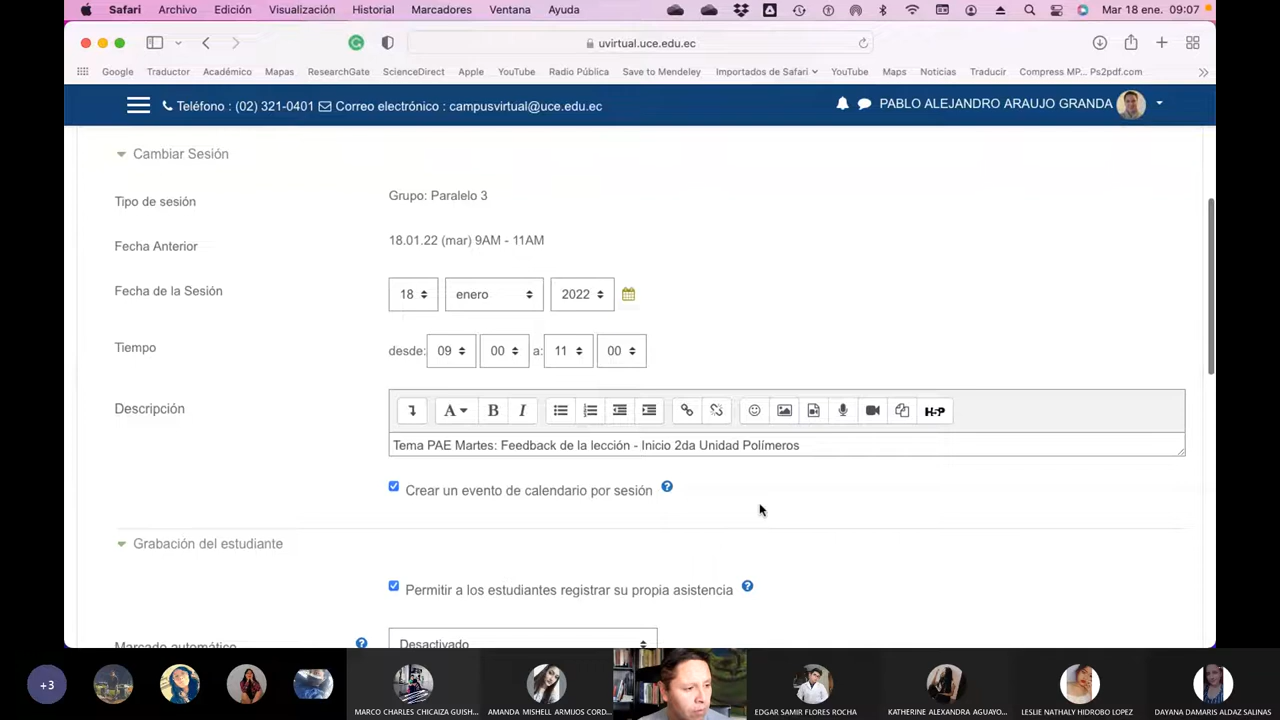 Safari Archivo Edición Visualización Historial Marcadores Ventana Ayuda Mar 18 ene. 09:07
uvirtual.uce.edu.ec
Google Traductor Académico Mapas ResearchGate ScienceDirect Apple YouTube Radio Pública Save to Mendeley Importados de Safari YouTube Maps Noticias Traducir Compress MP... Ps2pdf.com
Teléfono : (02) 321-0401 Correo electrónico : campusvirtual@uce.edu.ec PABLO ALEJANDRO ARAUJO GRANDA
Cambiar Sesión
Tipo de sesión Grupo: Paralelo 3
Fecha Anterior 18.01.22 (mar) 9AM - 11AM
Fecha de la Sesión 18 enero 2022
Tiempo desde: 09 00 a: 11 00
Descripción
A B I H-P
Tema PAE Martes: Feedback de la lección - Inicio 2da Unidad Polímeros
Crear un evento de calendario por sesión ?
Grabación del estudiante
Permitir a los estudiantes registrar su propia asistencia ?
Marcado automático ? Desactivado
+3
MARCO CHARLES CHICAIZA GUISH... AMANDA MISHELL ARMIJOS CORD... EDGAR SAMIR FLORES ROCHA KATHERINE ALEXANDRA AGUAYO... LESLIE NATHALY HIDROBO LOPEZ DAYANA DAMARIS ALDAZ SALINAS